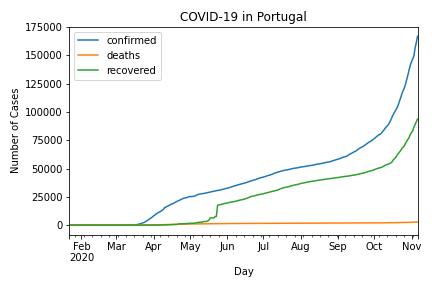 COVID-19 in Portugal
confirmed
deaths
recovered
Number of Cases
175000
150000
125000
100000
75000
50000
25000
0
Feb Mar Apr May Jun Jul Aug Sep Oct Nov
2020
Day